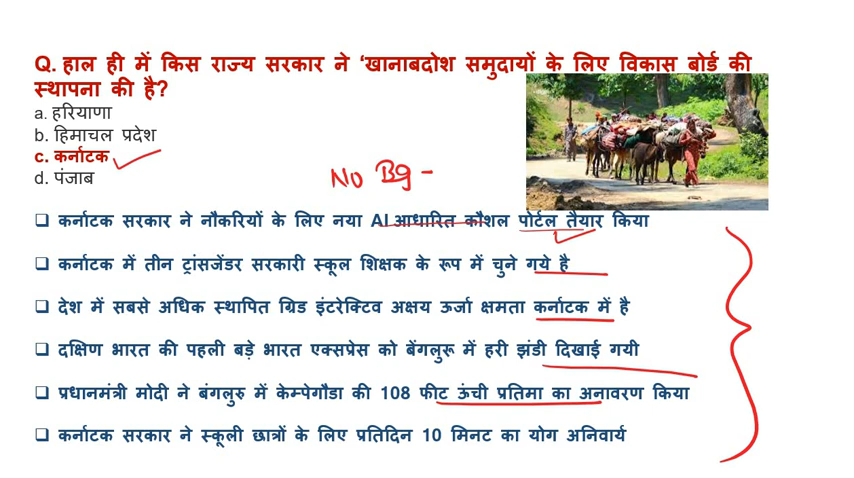 Q. हाल ही में किस राज्य सरकार ने ‘खानाबदोश समुदायों के लिए विकास बोर्ड की
स्थापना की है?
a. हरियाणा
b. हिमाचल प्रदेश
c. कर्नाटक
d. पंजाब
No Bg -
❑ कर्नाटक सरकार ने नौकरियों के लिए नया AI आधारित कौशल पोर्टल तैयार किया
❑ कर्नाटक में तीन ट्रांसजेंडर सरकारी स्कूल शिक्षक के रूप में चुने गये है
❑ देश में सबसे अधिक स्थापित ग्रिड इंटरेक्टिव अक्षय ऊर्जा क्षमता कर्नाटक में है
❑ दक्षिण भारत की पहली बड़े भारत एक्सप्रेस को बेंगलुरू में हरी झंडी दिखाई गयी
❑ प्रधानमंत्री मोदी ने बंगलुरु में केम्पेगौडा की 108 फीट ऊंची प्रतिमा का अनावरण किया
❑ कर्नाटक सरकार ने स्कूली छात्रों के लिए प्रतिदिन 10 मिनट का योग अनिवार्य